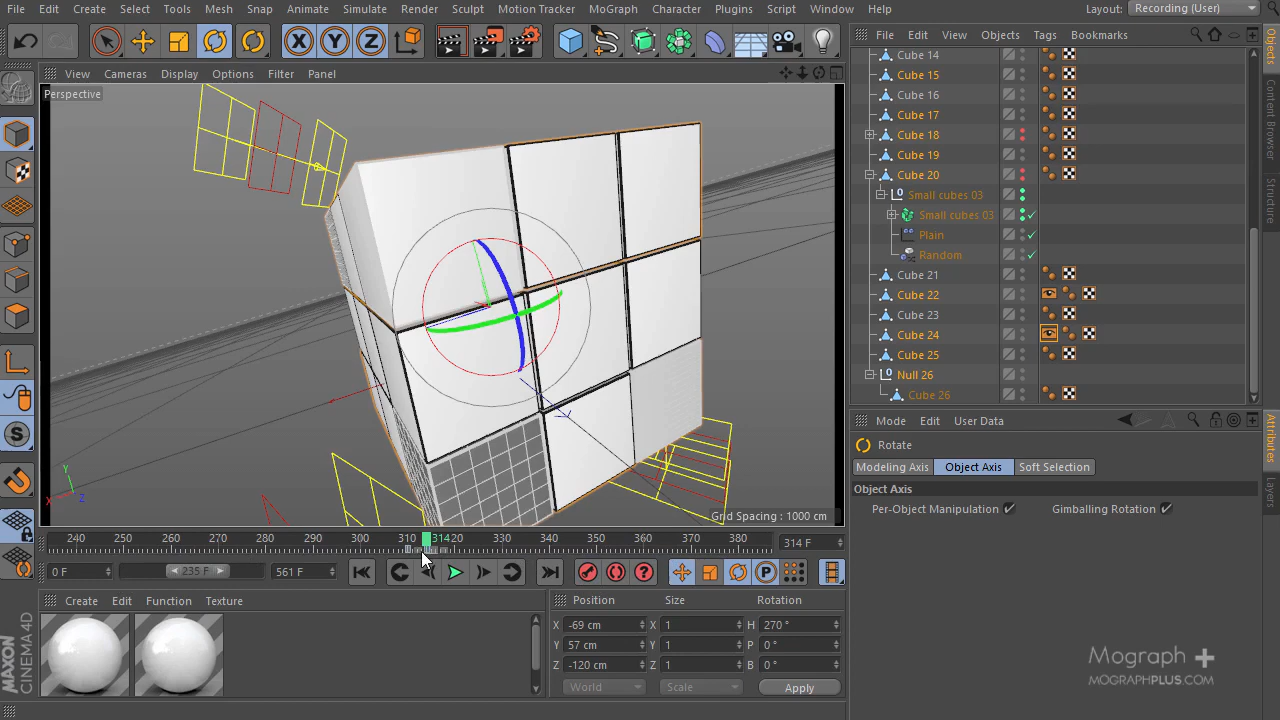 File Edit Create Select Tools Mesh Snap Animate Simulate Render Sculpt Motion Tracker MoGraph Character Plugins Script Window Help Layout: Recording (User)
X Y Z
View Cameras Display Options Filter Panel
Perspective
File Edit View Objects Tags Bookmarks
Cube 14
Cube 15
Cube 16
Cube 17
Cube 18
Cube 19
Cube 20
Small cubes 03
Small cubes 03
Plain
Random
Cube 21
Cube 22
Cube 23
Cube 24
Cube 25
Null 26
Cube 26
Objects
Content Browser
Structure
Mode Edit User Data
Rotate
Modeling Axis Object Axis Soft Selection
Object Axis
Per-Object Manipulation Gimballing Rotation
Attributes
Layers
Y
X Z
Grid Spacing : 1000 cm
240 250 260 270 280 290 300 310 314 20 330 340 350 360 370 380 314 F
0 F 235 F 561 F
Create Edit Function Texture
Position Size Rotation
X -69 cm X 1 H 270 °
Y 57 cm Y 1 P 0 °
Z -120 cm Z 1 B 0 °
World Scale Apply
MAXON
CINEMA 4D
Mograph +
MOGRAPHPLUS.COM